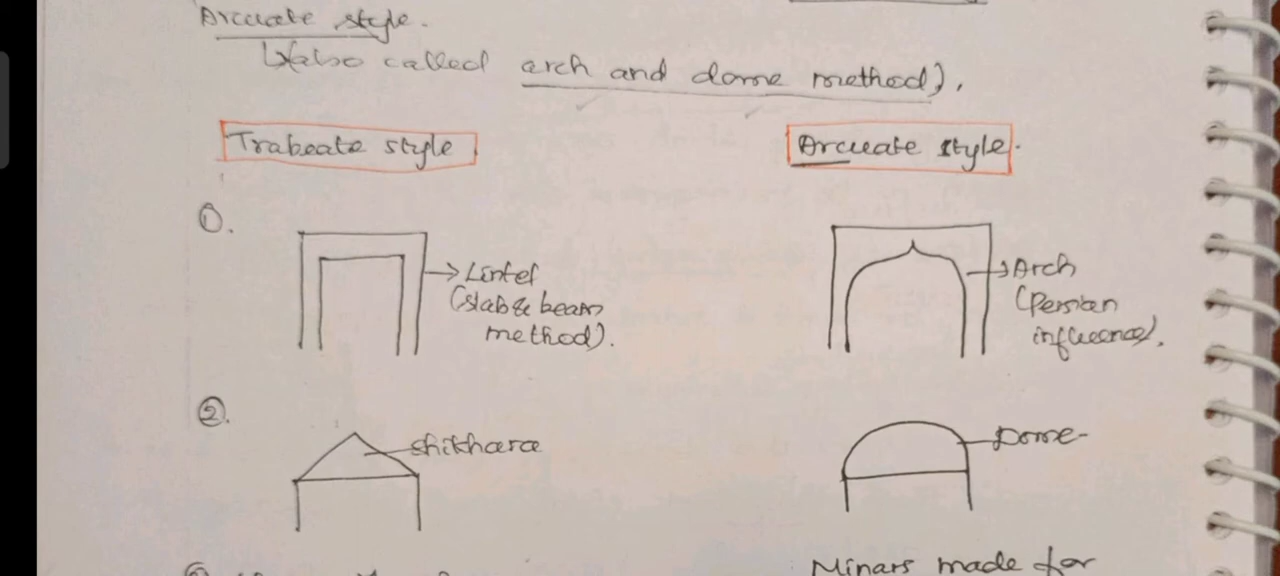 Arcuate style.
(also called arch and dome method).
Trabeate style
Arcuate style.
①.
Lintel
(slab & beam
method).
Arch
(Persian
influence).
②.
Shikhara
Dome
Minars made for